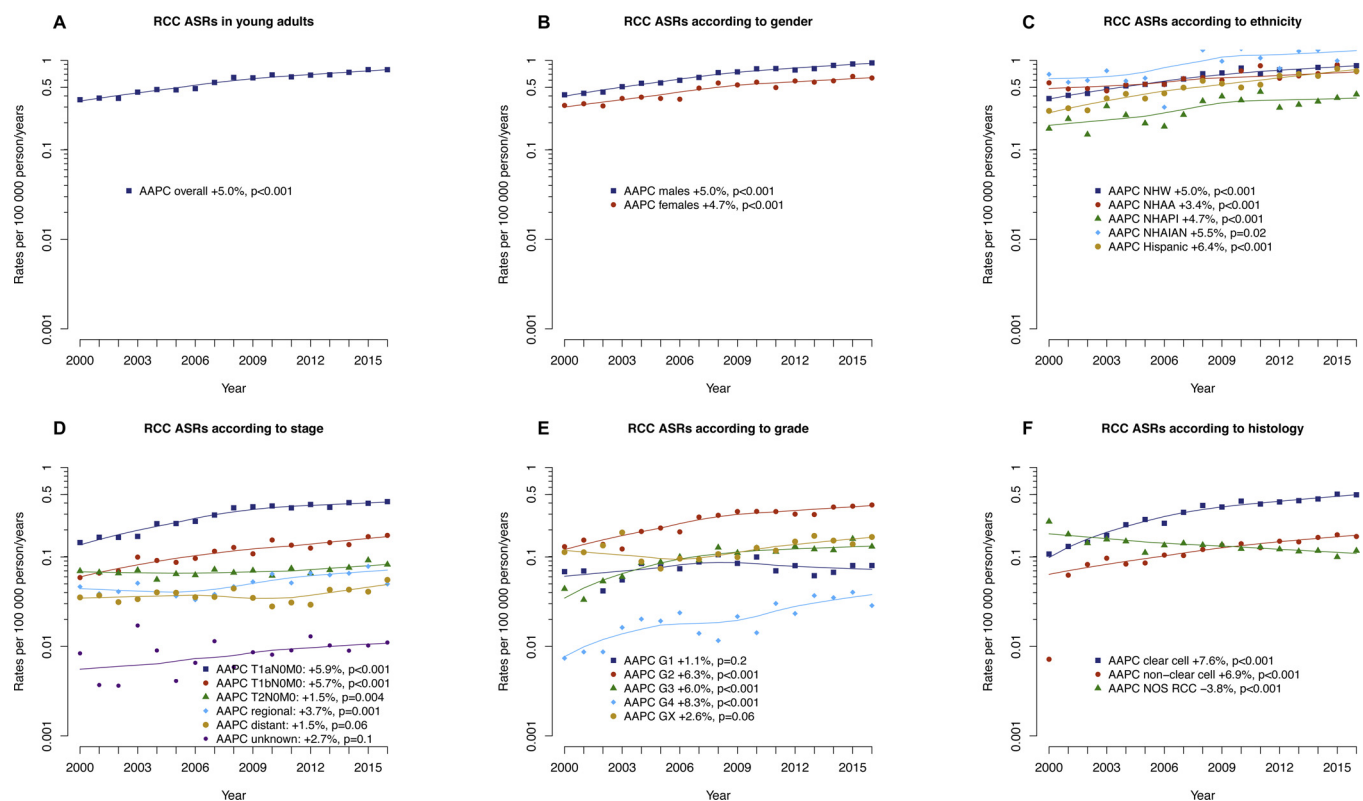 A
RCC ASRs in young adults
Rates per 100 000 person/years
1
0.5
0.1
0.01
0.001
AAPC overall +5.0%, p<0.001
2000 2003 2006 2009 2012 2015
Year
B
RCC ASRs according to gender
Rates per 100 000 person/years
1
0.5
0.1
0.01
0.001
AAPC males +5.0%, p<0.001
AAPC females +4.7%, p<0.001
2000 2003 2006 2009 2012 2015
Year
C
RCC ASRs according to ethnicity
Rates per 100 000 person/years
1
0.5
0.1
0.01
0.001
AAPC NHW +5.0%, p<0.001
AAPC NHAA +3.4%, p<0.001
AAPC NHAPI +4.7%, p<0.001
AAPC NHAIAN +5.5%, p=0.02
AAPC Hispanic +6.4%, p<0.001
2000 2003 2006 2009 2012 2015
Year
D
RCC ASRs according to stage
Rates per 100 000 person/years
1
0.5
0.1
0.01
0.001
AAPC T1aN0M0: +5.9%, p<0.001
AAPC T1bN0M0: +5.7%, p<0.001
AAPC T2N0M0: +1.5%, p=0.004
AAPC regional: +3.7%, p=0.001
AAPC distant: +1.5%, p=0.06
AAPC unknown: +2.7%, p=0.1
2000 2003 2006 2009 2012 2015
Year
E
RCC ASRs according to grade
Rates per 100 000 person/years
1
0.5
0.1
0.01
0.001
AAPC G1 +1.1%, p=0.2
AAPC G2 +6.3%, p<0.001
AAPC G3 +6.0%, p<0.001
AAPC G4 +8.3%, p<0.001
AAPC GX +2.6%, p=0.06
2000 2003 2006 2009 2012 2015
Year
F
RCC ASRs according to histology
Rates per 100 000 person/years
1
0.5
0.1
0.01
0.001
AAPC clear cell +7.6%, p<0.001
AAPC non−clear cell +6.9%, p<0.001
AAPC NOS RCC −3.8%, p<0.001
2000 2003 2006 2009 2012 2015
Year